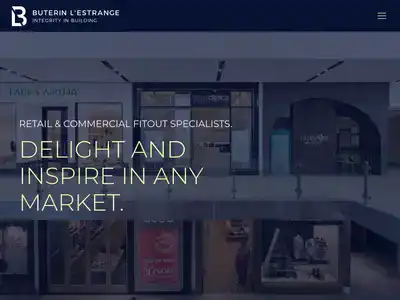 BUTERIN L'ESTRANGE
INTEGRITY IN BUILDING
RETAIL & COMMERCIAL FITOUT SPECIALISTS.
DELIGHT AND
INSPIRE IN ANY
MARKET.